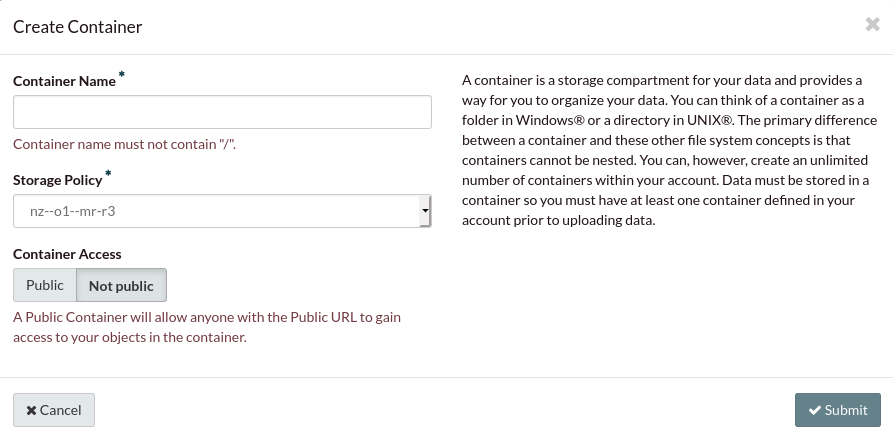 Create Container
Container Name *
Container name must not contain "/".
Storage Policy *
nz--o1--mr-r3
Container Access
Public Not public
A Public Container will allow anyone with the Public URL to gain
access to your objects in the container.
A container is a storage compartment for your data and provides a
way for you to organize your data. You can think of a container as a
folder in Windows® or a directory in UNIX®. The primary difference
between a container and these other file system concepts is that
containers cannot be nested. You can, however, create an unlimited
number of containers within your account. Data must be stored in a
container so you must have at least one container defined in your
account prior to uploading data.
Cancel
Submit